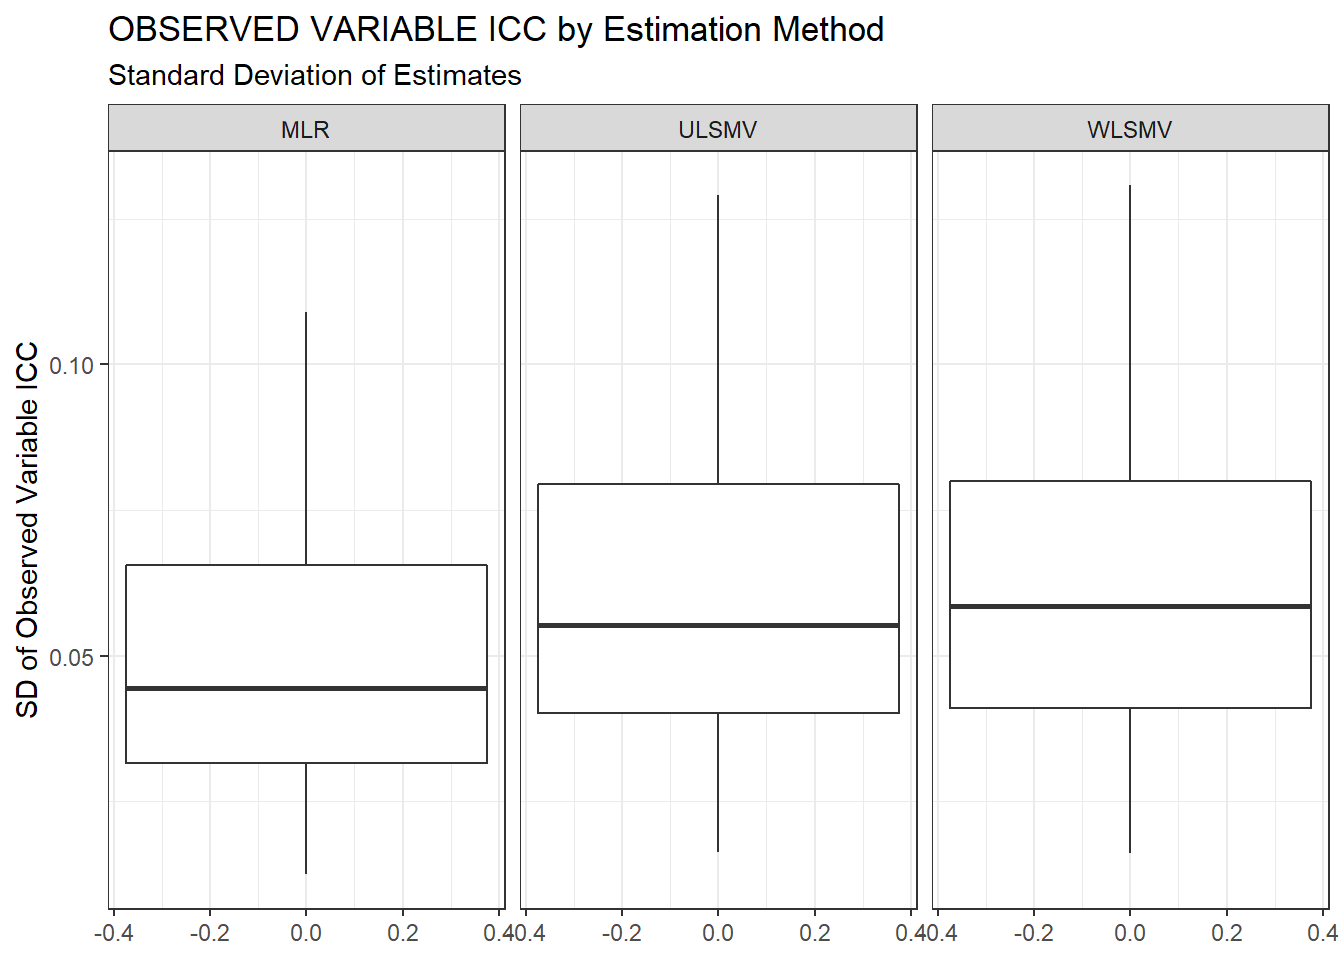 OBSERVED VARIABLE ICC by Estimation Method
Standard Deviation of Estimates
MLR ULSMV WLSMV
SD of Observed Variable ICC
0.10
0.05
-0.4 -0.2 0.0 0.2 0.4 -0.4 -0.2 0.0 0.2 0.4 -0.4 -0.2 0.0 0.2 0.4